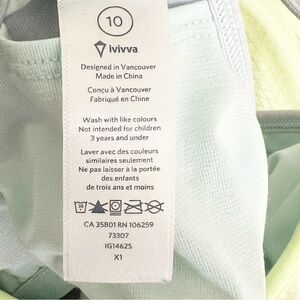 10
ivivva
Designed in Vancouver
Made in China
Conçu à Vancouver
Fabriqué en Chine
Wash with like colours
Not intended for children
3 years and under
Laver avec des couleurs
similaires seulement
Ne pas laisser à la portée
des enfants
de trois ans et moins
CA 35801 RN 106259
73307
IG1462S
X1